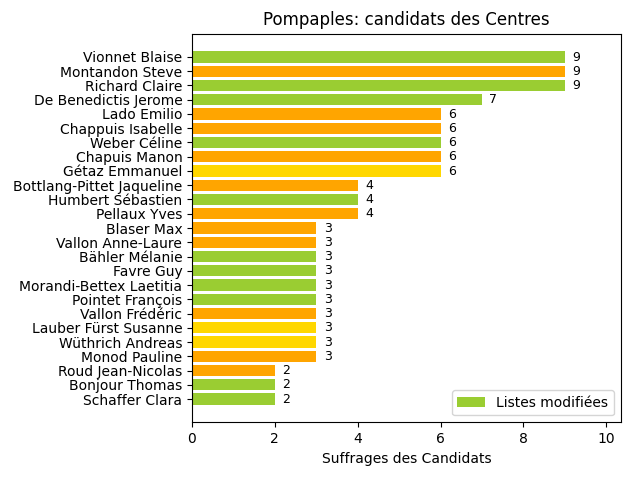 Pompaples: candidats des Centres
Vionnet Blaise 9
Montandon Steve 9
Richard Claire 9
De Benedictis Jerome 7
Lado Emilio 6
Chappuis Isabelle 6
Weber Céline 6
Chapuis Manon 6
Gétaz Emmanuel 6
Bottlang-Pittet Jaqueline 4
Humbert Sébastien 4
Pellaux Yves 4
Blaser Max 3
Vallon Anne-Laure 3
Bähler Mélanie 3
Favre Guy 3
Morandi-Bettex Laetitia 3
Pointet François 3
Vallon Frédéric 3
Lauber Fürst Susanne 3
Wüthrich Andreas 3
Monod Pauline 3
Roud Jean-Nicolas 2
Bonjour Thomas 2
Schaffer Clara 2
Listes modifiées
0 2 4 6 8 10
Suffrages des Candidats